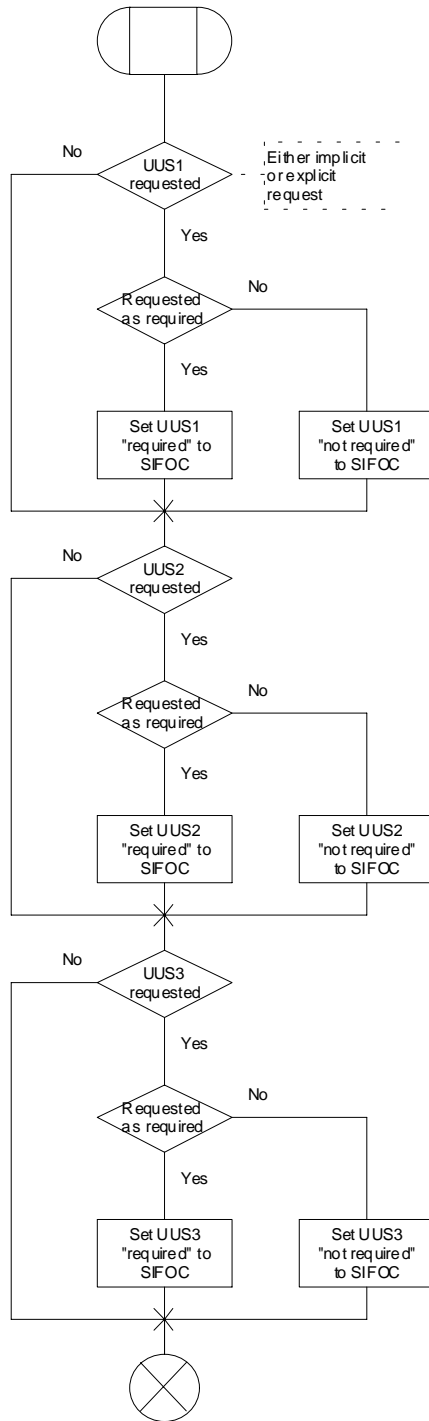 No
UUS1
requested
Either implicit
or explicit
request
Yes
Requested
as required
No
Yes
Set UUS1
"required" to
SIFOC
Set UUS1
"not required"
to SIFOC
No
UUS2
requested
Yes
Requested
as required
No
Yes
Set UUS2
"required" to
SIFOC
Set UUS2
"not required"
to SIFOC
No
UUS3
requested
Yes
Requested
as required
No
Yes
Set UUS3
"required" to
SIFOC
Set UUS3
"not required"
to SIFOC